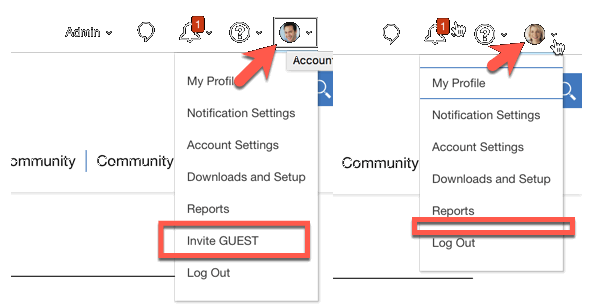 Admin
1
Account
My Profile
Notification Settings
Account Settings
ommunity
Community
Downloads and Setup
Reports
Invite GUEST
Log Out
1
My Profile
Notification Settings
Account Settings
Community
Downloads and Setup
Reports
Log Out